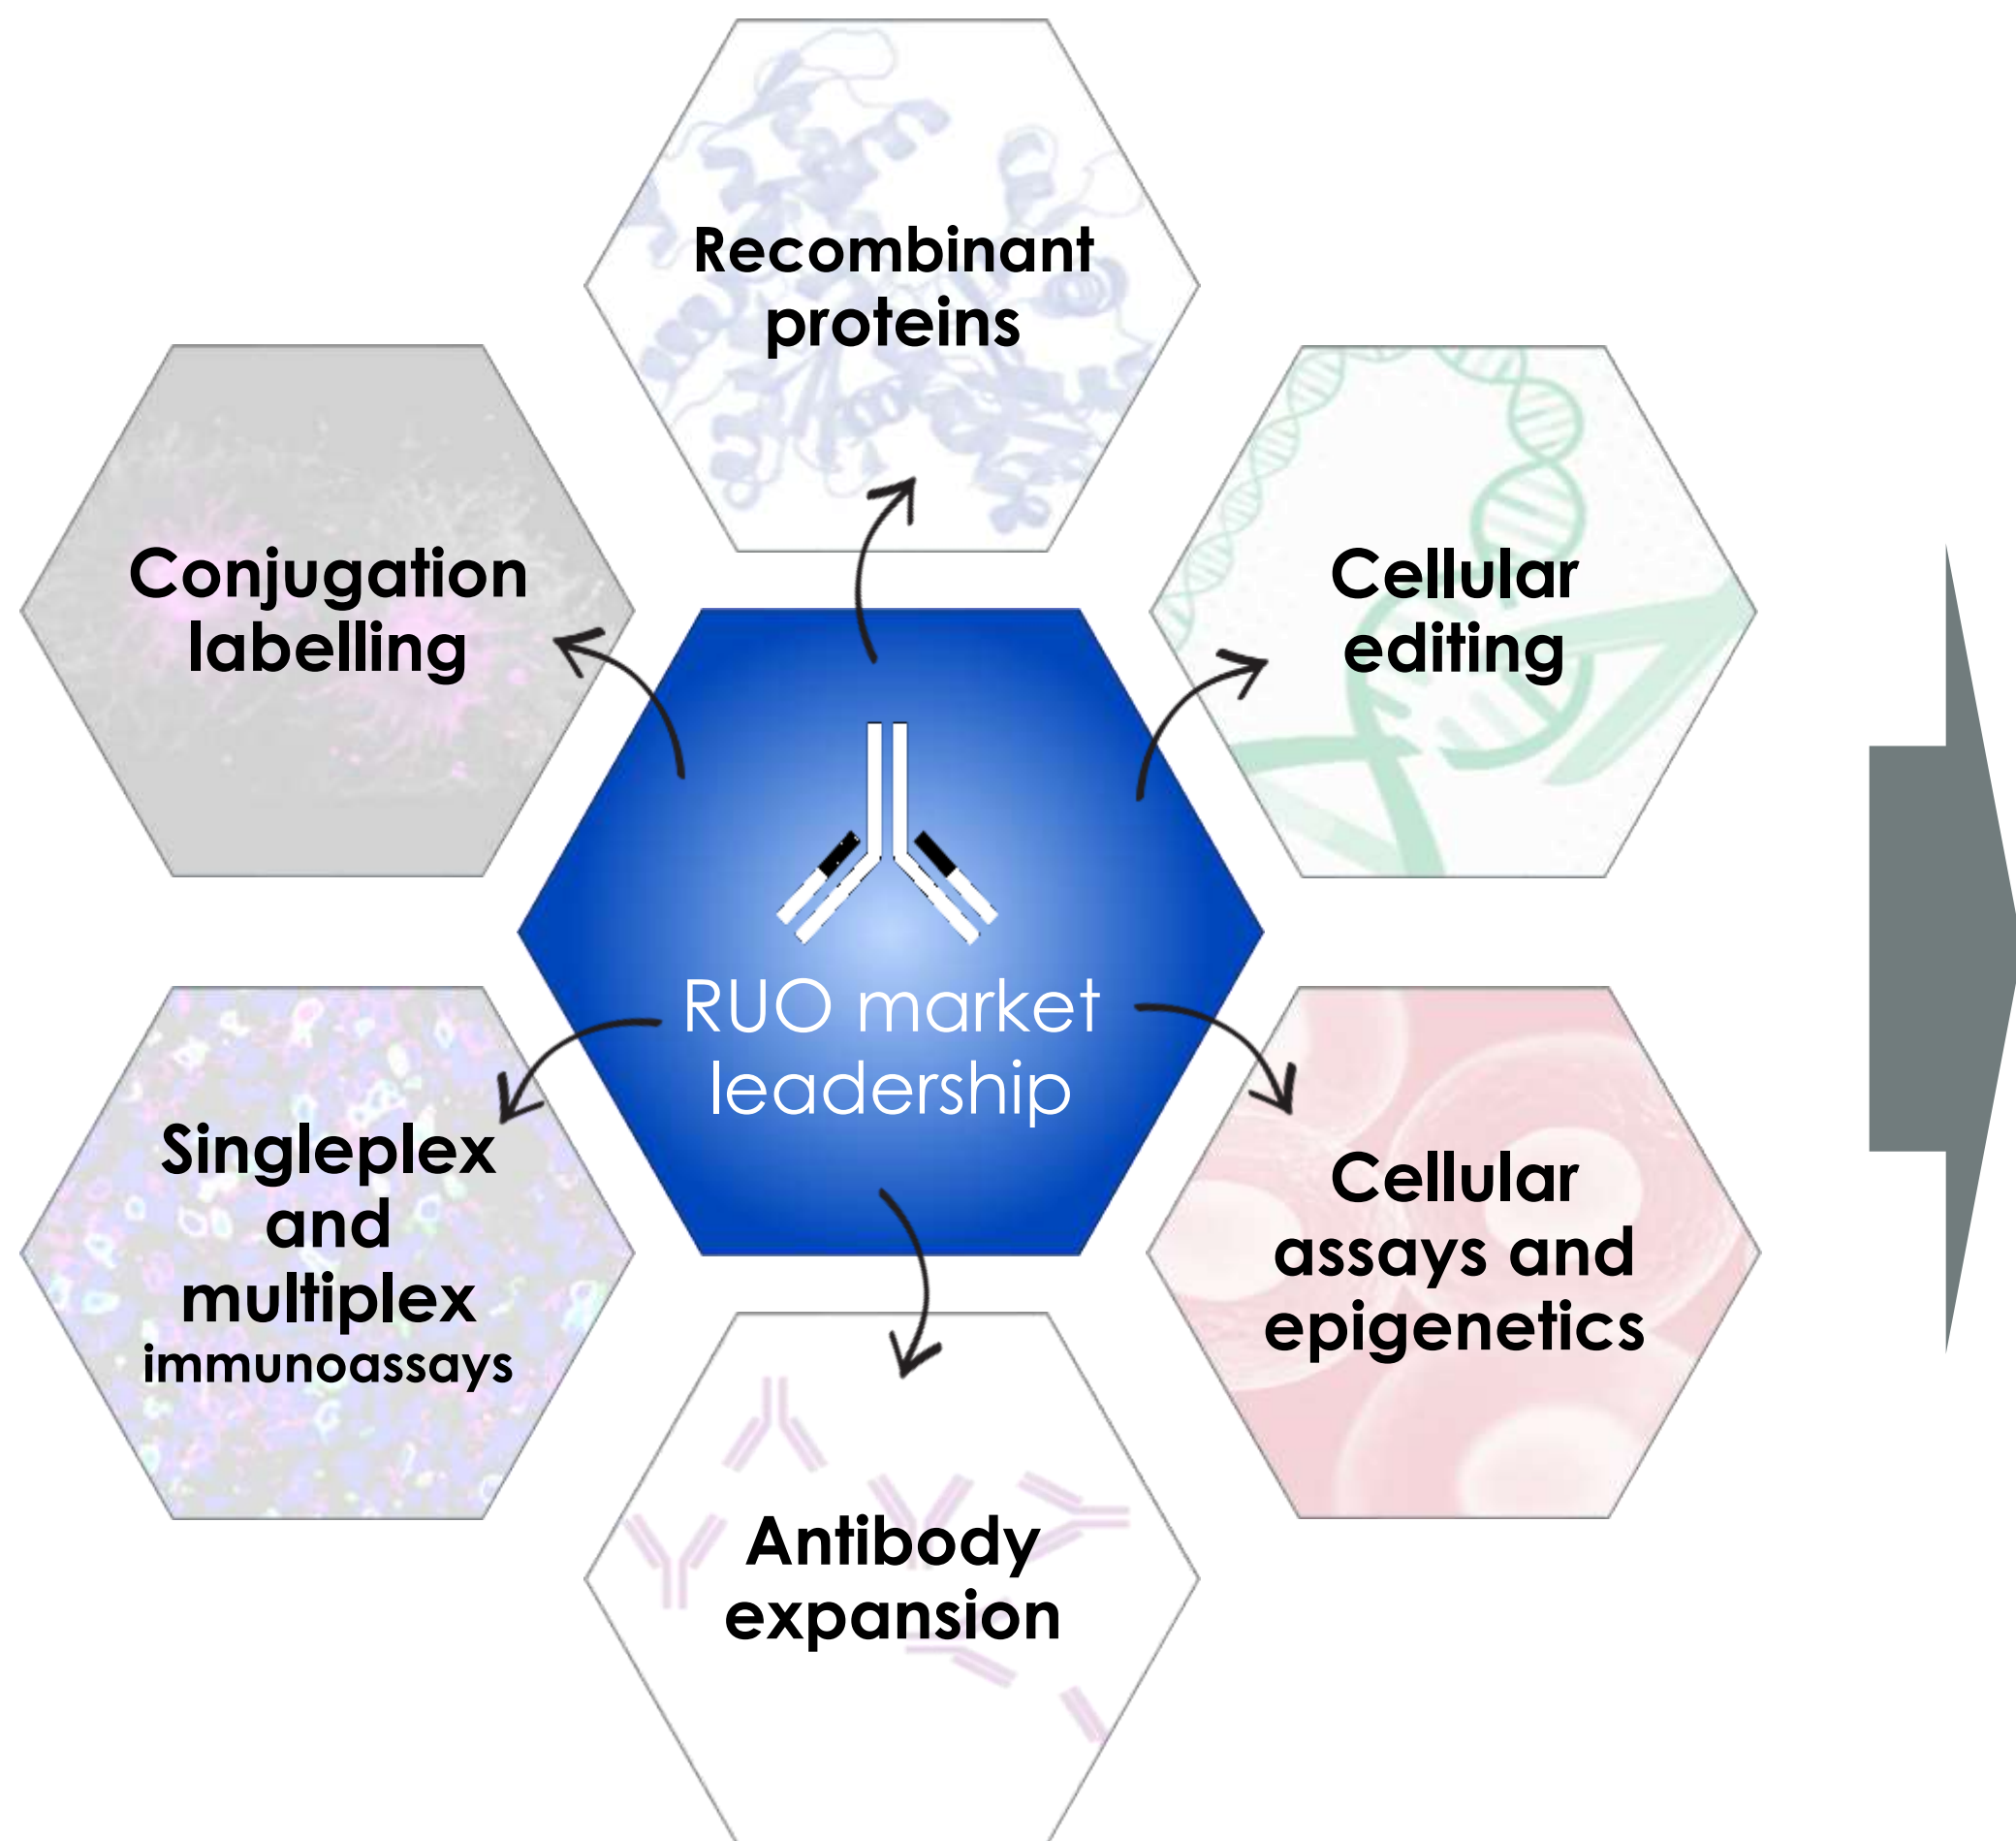 Recombinant
proteins
Conjugation
labelling
Cellular
editing
RUO market
leadership
Singleplex
and
multiplex
immunoassays
Cellular
assays and
epigenetics
Antibody
expansion